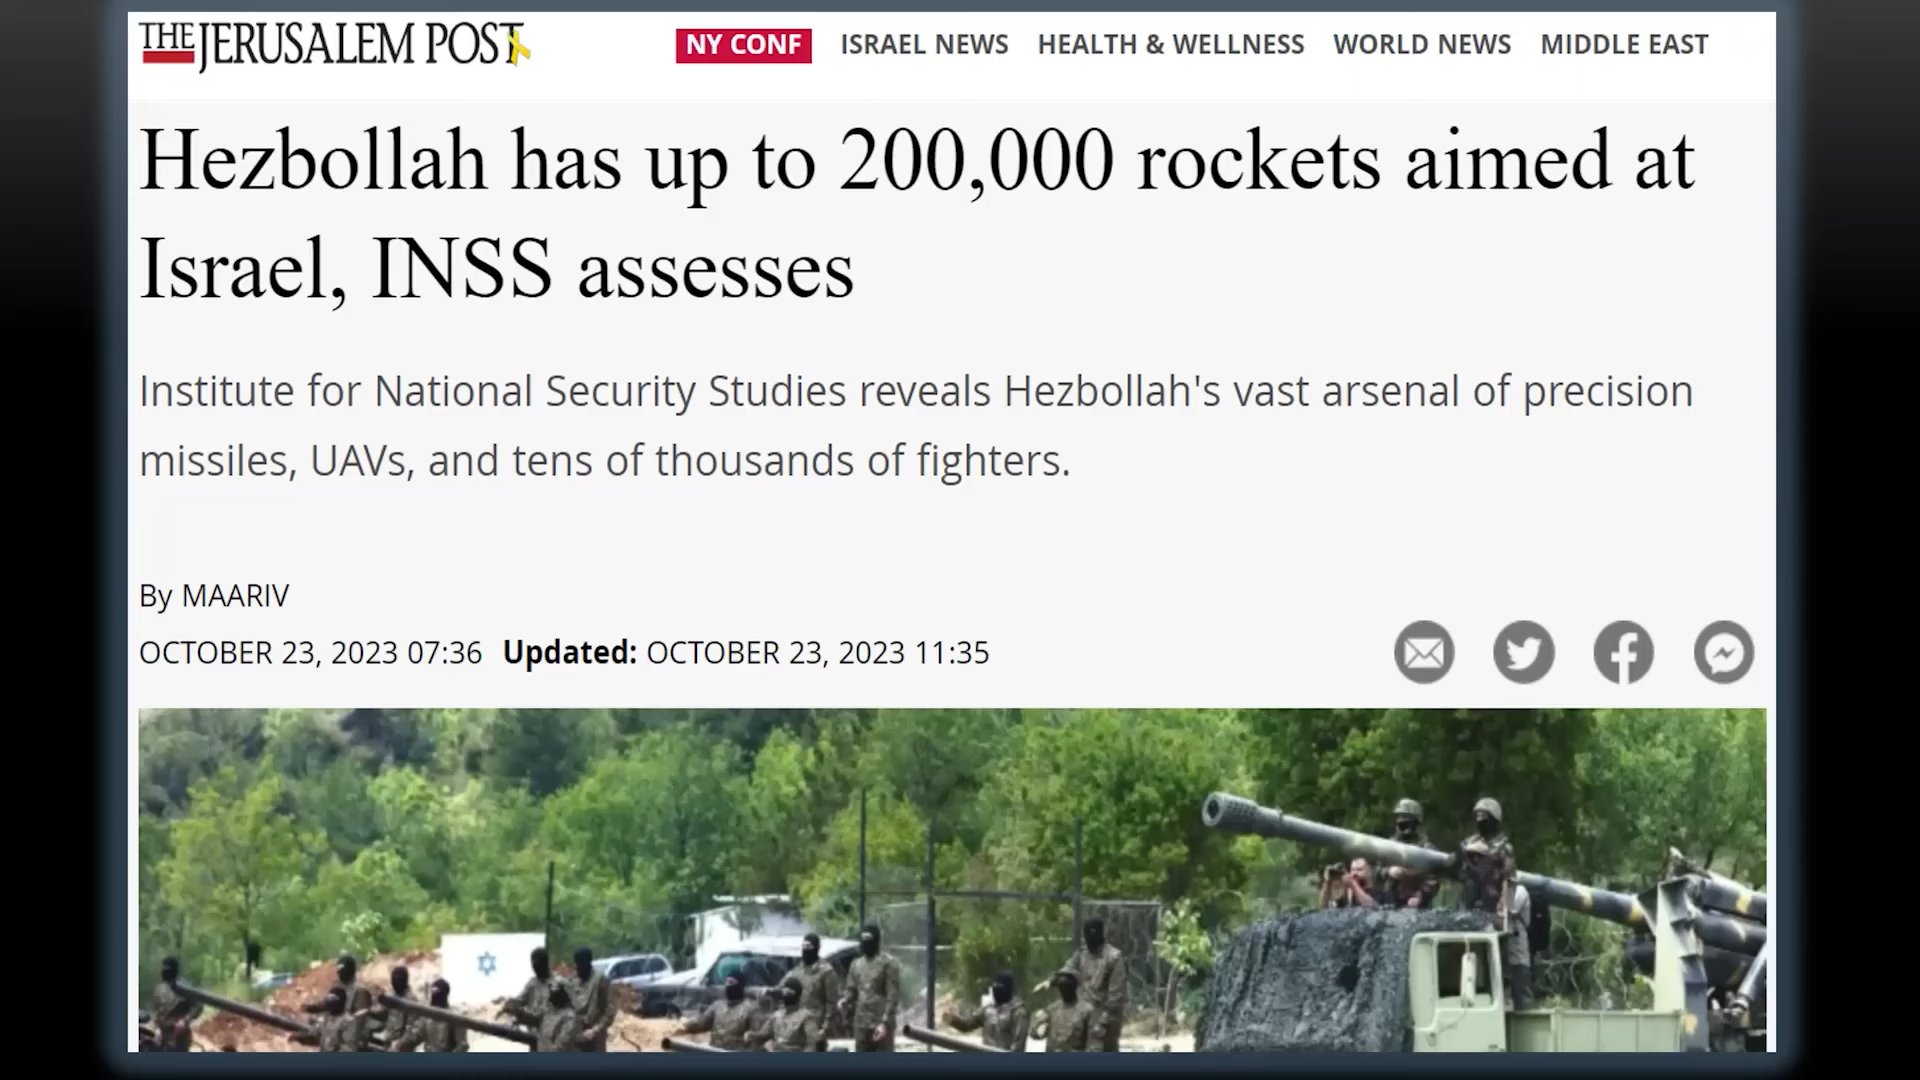 THE JERUSALEM POST
NY CONF ISRAEL NEWS HEALTH & WELLNESS WORLD NEWS MIDDLE EAST
Hezbollah has up to 200,000 rockets aimed at
Israel, INSS assesses
Institute for National Security Studies reveals Hezbollah's vast arsenal of precision
missiles, UAVs, and tens of thousands of fighters.
By MAARIV
OCTOBER 23, 2023 07:36 Updated: OCTOBER 23, 2023 11:35